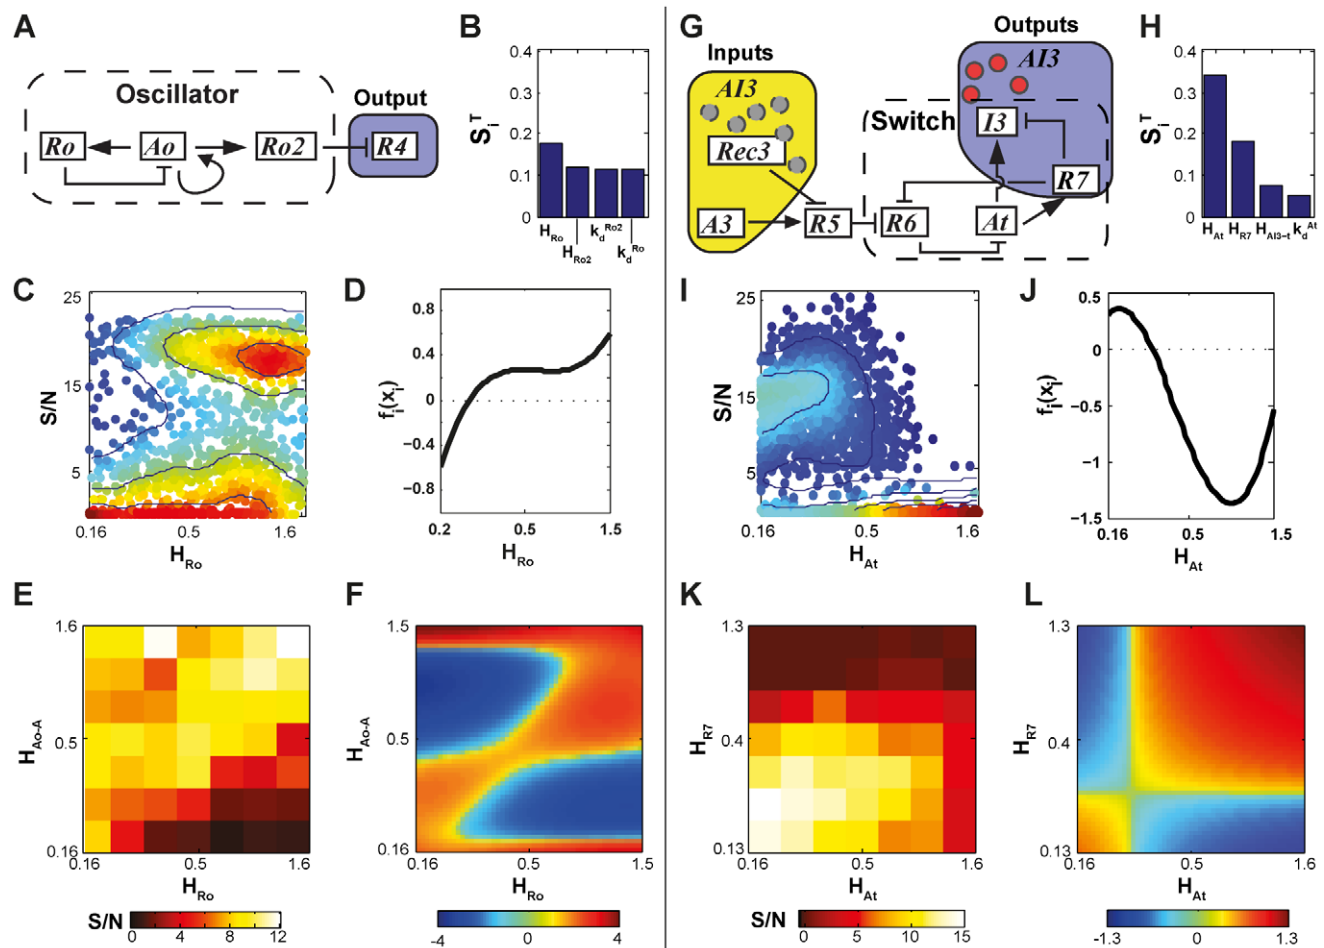 A
Oscillator
Ro
Ao
Ro2
Output
R4
B
S_i^T
0.4
0.3
0.2
0.1
0
H_Ro
H_Ro2
k_d^Ro2
k_d^Ro
C
S/N
25
15
5
0.16
0.5
1.6
H_Ro
D
f_i(x_i)
0.8
0.4
0
−0.4
−0.8
0.2
0.5
1.5
H_Ro
E
H_Ao-A
1.6
0.5
0.16
0.16
0.5
1.6
H_Ro
S/N
0
4
8
12
F
H_Ao-A
1.5
0.5
0.16
0.16
0.5
1.5
H_Ro
-4
0
4
G
Inputs
AI3
Rec3
A3
R5
Switch
R6
At
I3
R7
Outputs
AI3
H
S_i^T
0.4
0.3
0.2
0.1
0
H_At
H_R7
H_AI3-t
k_d^At
I
S/N
25
15
5
0.16
0.5
1.6
H_At
J
f_i(x_i)
0.5
0
−0.5
−1
−1.5
0.16
0.5
1.5
H_At
K
H_R7
1.3
0.4
0.13
0.16
0.5
1.6
H_At
S/N
0
5
10
15
L
H_R7
1.3
0.4
0.13
0.16
0.5
1.6
H_At
-1.3
0
1.3